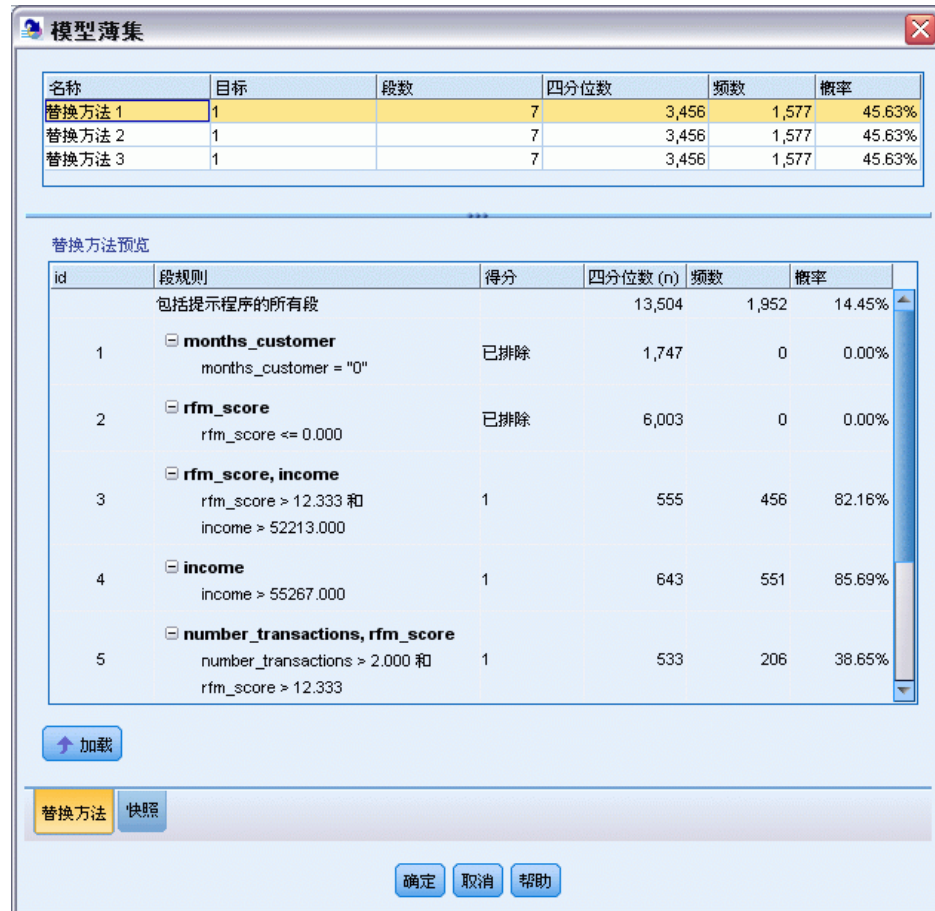 模型薄集
名称 目标 段数 四分位数 频数 概率
替换方法 1 1 7 3,456 1,577 45.63%
替换方法 2 1 7 3,456 1,577 45.63%
替换方法 3 1 7 3,456 1,577 45.63%
替换方法预览
id 段规则 得分 四分位数 (n) 频数 概率
包括提示程序的所有段 13,504 1,952 14.45%
months_customer
1 已排除 1,747 0 0.00%
months_customer = "0"
rfm_score
2 已排除 6,003 0 0.00%
rfm_score <= 0.000
rfm_score, income
3 rfm_score > 12.333 和 1 555 456 82.16%
income > 52213.000
income
4 1 643 551 85.69%
income > 55267.000
number_transactions, rfm_score
5 number_transactions > 2.000 和 1 533 206 38.65%
rfm_score > 12.333
加载
替换方法 快照
确定 取消 帮助